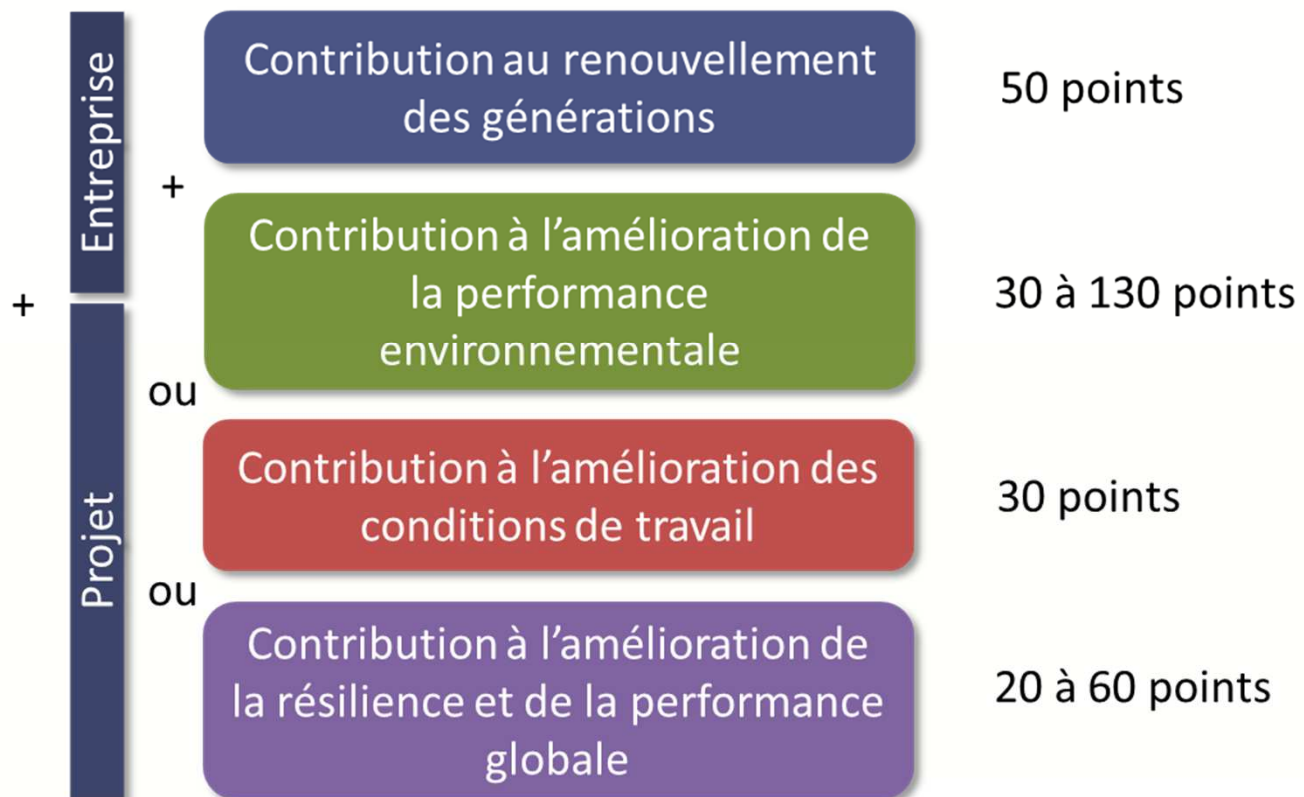 Entreprise
Contribution au renouvellement
des générations
50 points
+
Contribution à l'amélioration de
la performance
environnementale
30 à 130 points
+
ou
Projet
Contribution à l'amélioration des
conditions de travail
30 points
ou
Contribution à l'amélioration de
la résilience et de la performance
globale
20 à 60 points